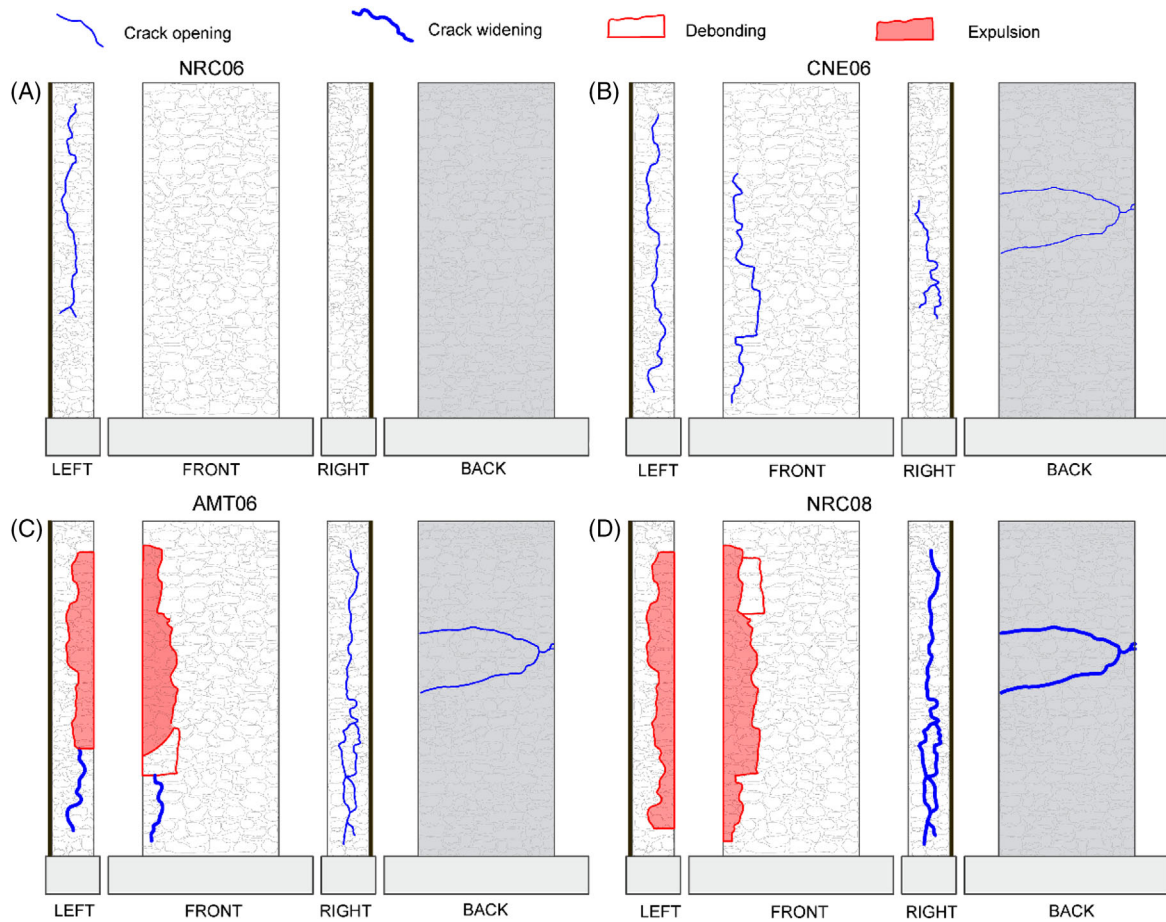 Crack opening Crack widening Debonding Expulsion
(A) NRC06 (B) CNE06
LEFT FRONT RIGHT BACK LEFT FRONT RIGHT BACK
(C) AMT06 (D) NRC08
LEFT FRONT RIGHT BACK LEFT FRONT RIGHT BACK